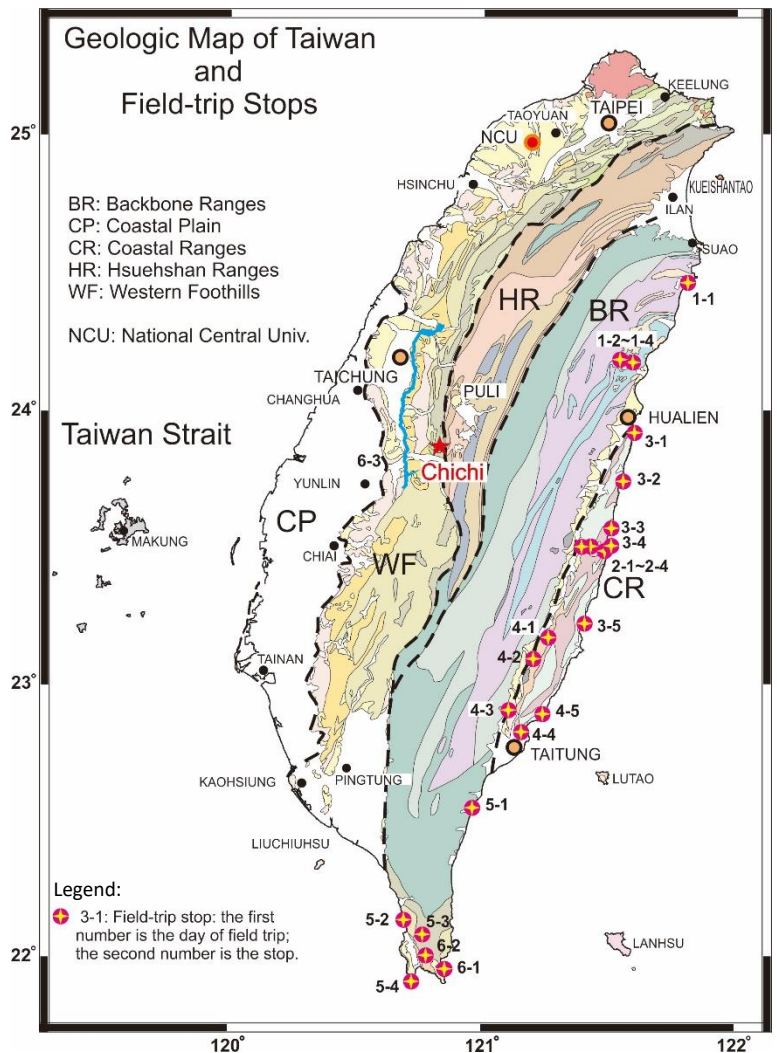 Geologic Map of Taiwan
and
Field-trip Stops
BR: Backbone Ranges
CP: Coastal Plain
CR: Coastal Ranges
HR: Hsuehshan Ranges
WF: Western Foothills
NCU: National Central Univ.
25°
24°
23°
22°
120°
121°
122°
KEELUNG
TAIPEI
TAOYUAN
NCU
HSINCHU
KUEISHANTAO
ILAN
SUAO
HR
BR
1-1
1-2~1-4
TAICHUNG
PULI
CHANGHUA
HUALIEN
3-1
Taiwan Strait
6-3
Chichi
3-2
YUNLIN
CP
MAKUNG
CHIAI
WF
3-3
3-4
2-1~2-4
CR
3-5
4-1
4-2
TAINAN
4-3
4-5
4-4
TAITUNG
KAOHSIUNG
PINGTUNG
LUTAO
5-1
LIUCHIUHSU
Legend:
3-1: Field-trip stop: the first
number is the day of field trip;
the second number is the stop.
5-2
5-3
6-2
6-1
5-4
LANHSU